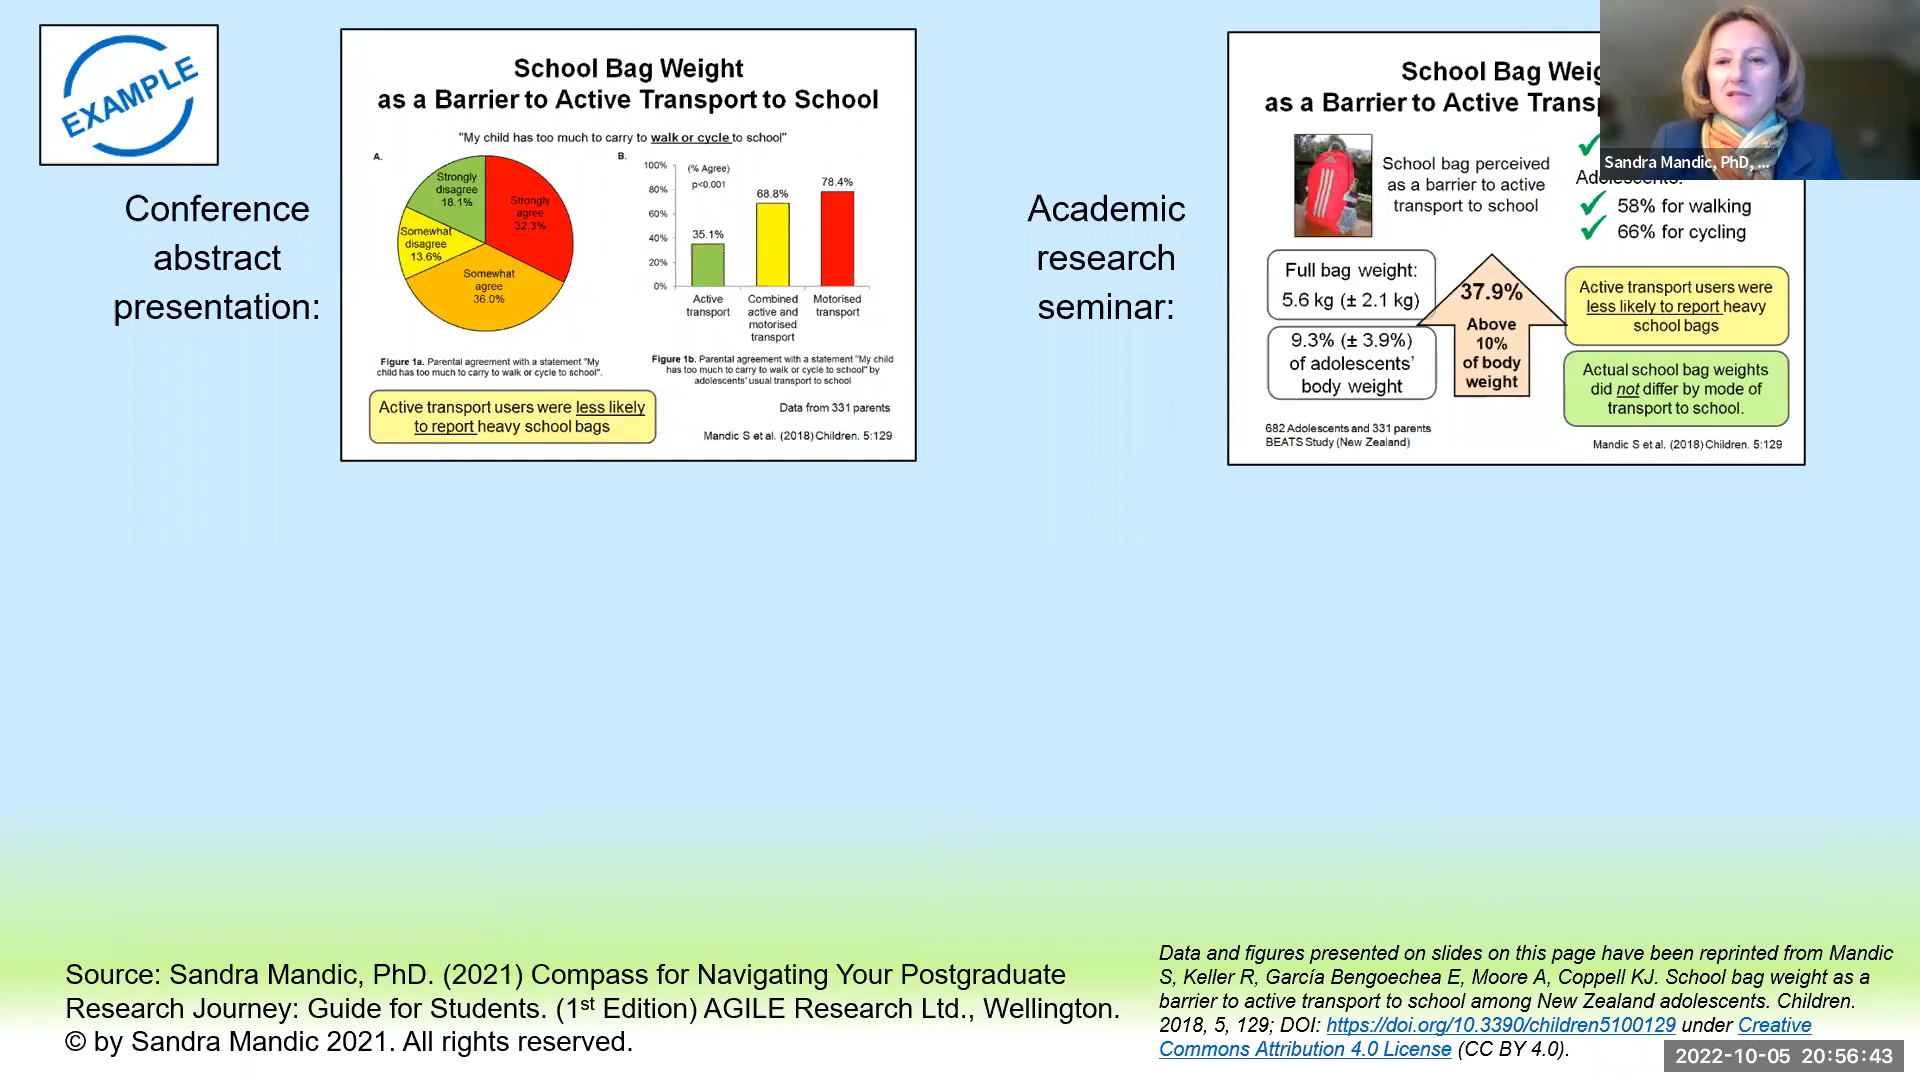 EXAMPLE
Conference
abstract
presentation:
School Bag Weight
as a Barrier to Active Transport to School
"My child has too much to carry to walk or cycle to school"
A.
Strongly
disagree
18.1%
Strongly
agree
32.3%
Somewhat
disagree
13.6%
Somewhat
agree
36.0%
Figure 1a. Parental agreement with a statement "My
child has too much to carry to walk or cycle to school".
B.
(% Agree)
p<0.001
100%
80%
60%
40%
20%
0%
35.1%
68.8%
78.4%
Active
transport
Combined
active and
motorised
transport
Motorised
transport
Figure 1b. Parental agreement with a statement "My child
has too much to carry to walk or cycle to school" by
adolescents' usual transport to school
Active transport users were less likely
to report heavy school bags
Data from 331 parents
Mandic S et al. (2018) Children. 5:129
Academic
research
seminar:
School Bag
as a Barrier to Active
School bag perceived
as a barrier to active
transport to school
✓
Adolescents:
✓ 58% for walking
✓ 66% for cycling
Full bag weight:
5.6 kg (± 2.1 kg)
9.3% (± 3.9%)
of adolescents'
body weight
37.9%
Above
10%
of body
weight
Active transport users were
less likely to report heavy
school bags
Actual school bag weights
did not differ by mode of
transport to school.
682 Adolescents and 331 parents
BEATS Study (New Zealand)
Mandic S et al. (2018) Children. 5:129
Sandra Mandic, PhD, ...
Source: Sandra Mandic, PhD. (2021) Compass for Navigating Your Postgraduate
Research Journey: Guide for Students. (1st Edition) AGILE Research Ltd., Wellington.
© by Sandra Mandic 2021. All rights reserved.
Data and figures presented on slides on this page have been reprinted from Mandic
S, Keller R, García Bengoechea E, Moore A, Coppell KJ. School bag weight as a
barrier to active transport to school among New Zealand adolescents. Children.
2018, 5, 129; DOI: https://doi.org/10.3390/children5100129 under Creative
Commons Attribution 4.0 License (CC BY 4.0).
2022-10-05 20:56:43